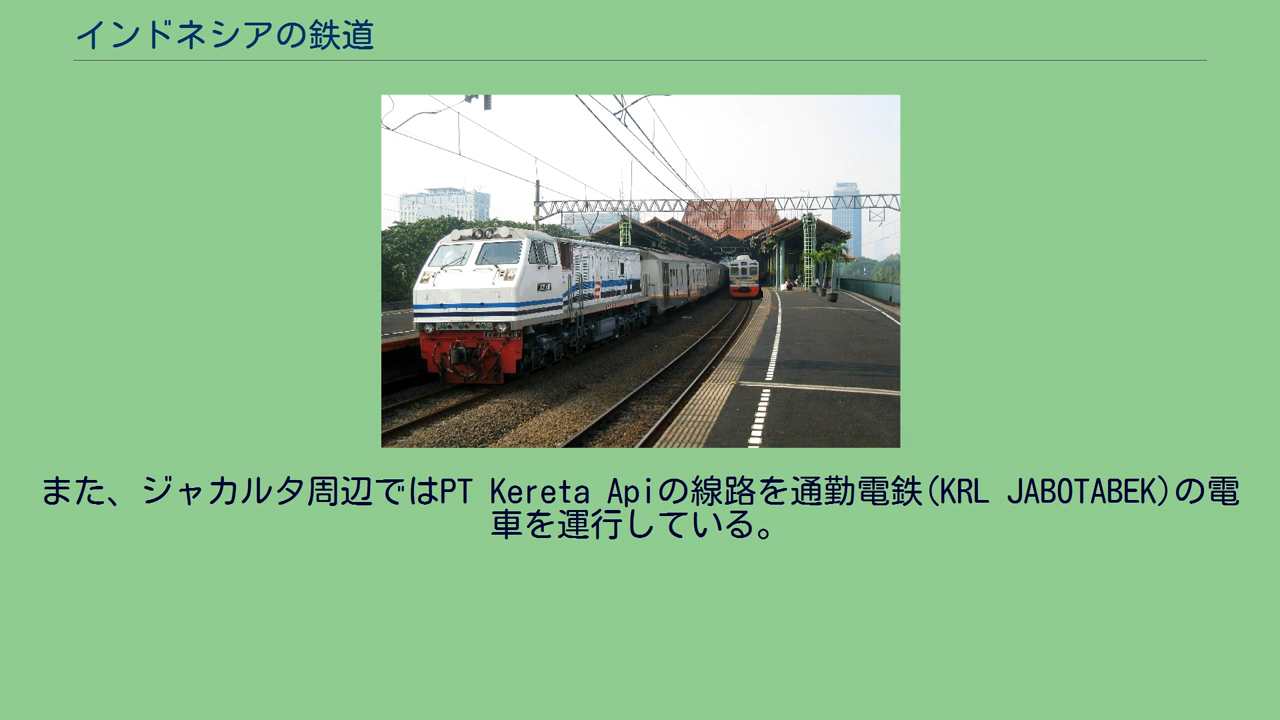 インドネシアの鉄道
また、ジャカルタ周辺ではPT Kereta Apiの線路を通勤電鉄(KRL JABOTABEK)の電
車を運行している。